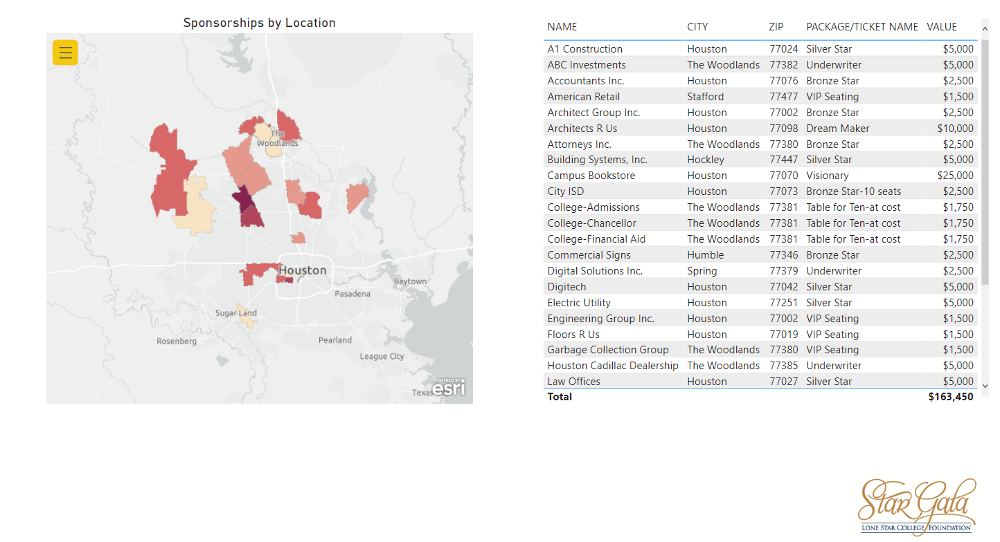 Sponsorships by Location
The
Woodlands
Houston
Baytown
Pasadena
Sugar Land
Rosenberg
Pearland
League City
Texas City
POWERED BY
esri
NAME CITY ZIP PACKAGE/TICKET NAME VALUE
A1 Construction Houston 77024 Silver Star $5,000
ABC Investments The Woodlands 77382 Underwriter $5,000
Accountants Inc. Houston 77076 Bronze Star $2,500
American Retail Stafford 77477 VIP Seating $1,500
Architect Group Inc. Houston 77002 Bronze Star $2,500
Architects R Us Houston 77098 Dream Maker $10,000
Attorneys Inc. The Woodlands 77380 Bronze Star $2,500
Building Systems, Inc. Hockley 77447 Silver Star $5,000
Campus Bookstore Houston 77070 Visionary $25,000
City ISD Houston 77073 Bronze Star-10 seats $2,500
College-Admissions The Woodlands 77381 Table for Ten-at cost $1,750
College-Chancellor The Woodlands 77381 Table for Ten-at cost $1,750
College-Financial Aid The Woodlands 77381 Table for Ten-at cost $1,750
Commercial Signs Humble 77346 Bronze Star $2,500
Digital Solutions Inc. Spring 77379 Underwriter $2,500
Digitech Houston 77042 Silver Star $5,000
Electric Utility Houston 77251 Silver Star $5,000
Engineering Group Inc. Houston 77002 VIP Seating $1,500
Floors R Us Houston 77019 VIP Seating $1,500
Garbage Collection Group The Woodlands 77380 VIP Seating $1,500
Houston Cadillac Dealership The Woodlands 77385 Underwriter $5,000
Law Offices Houston 77027 Silver Star $5,000
Total $163,450
Star Gala
LONE STAR COLLEGE FOUNDATION